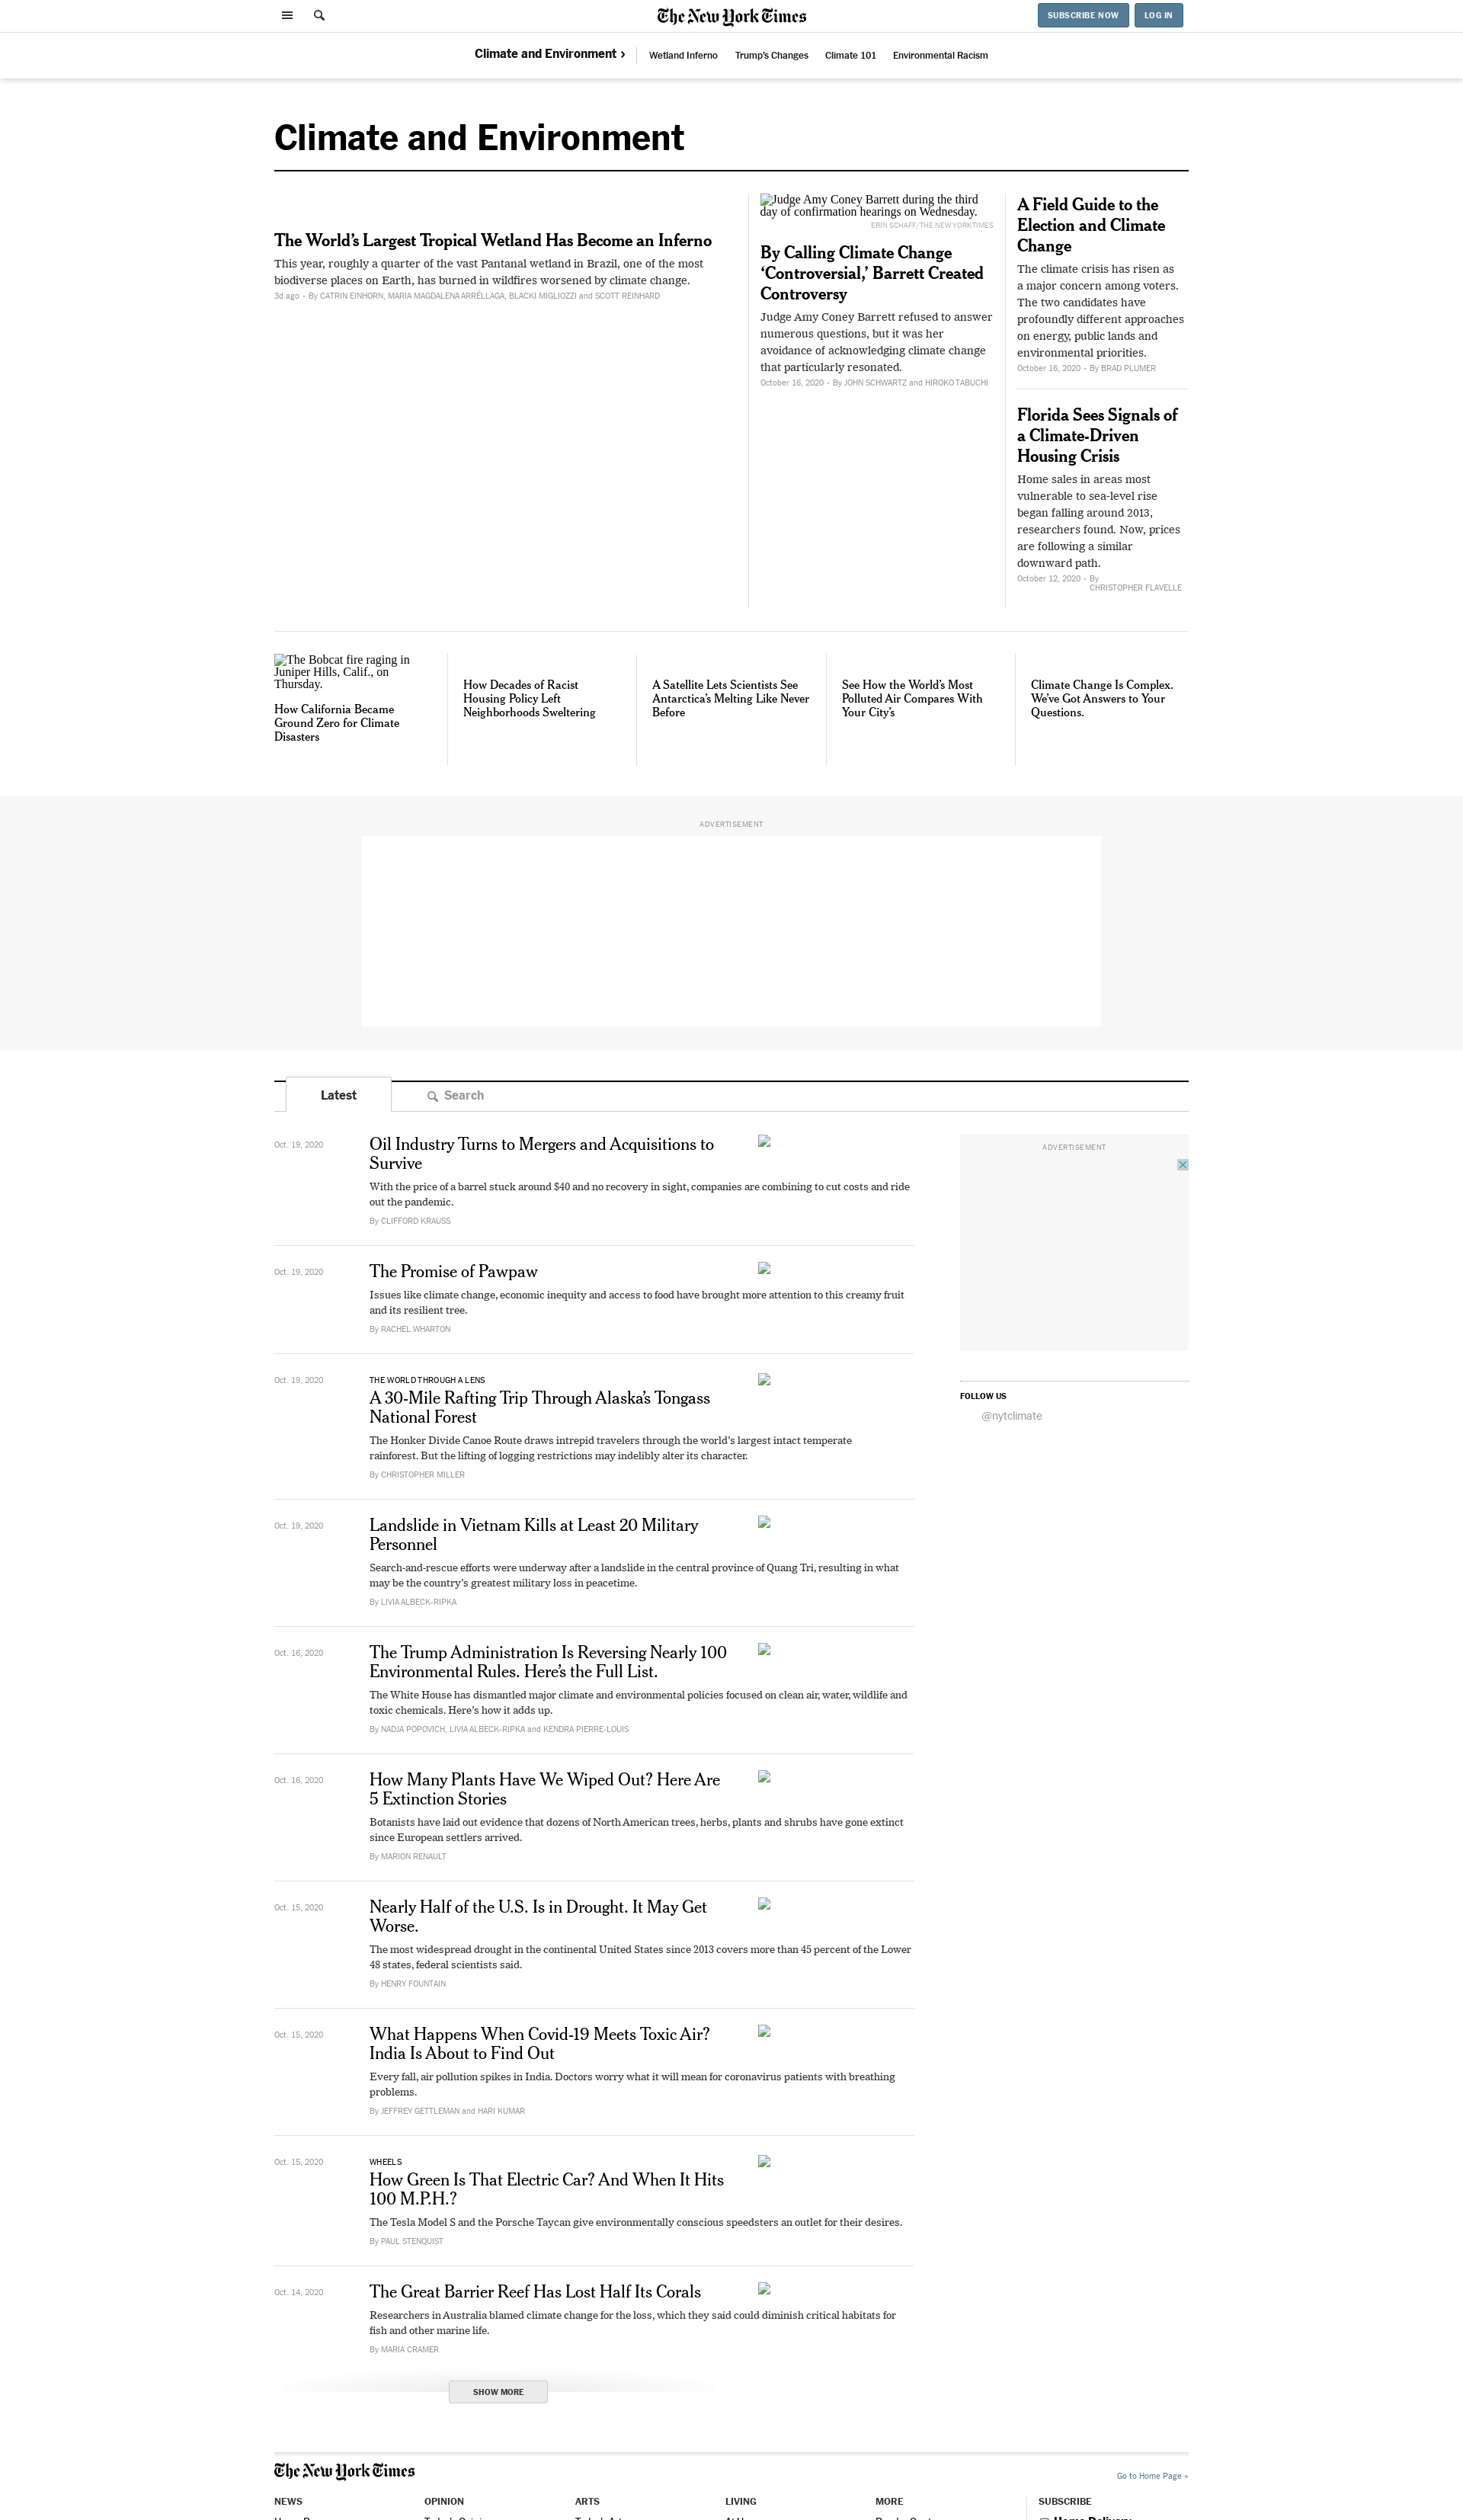 The New York Times
SUBSCRIBE NOW
LOG IN
Climate and Environment ›
Wetland Inferno
Trump's Changes
Climate 101
Environmental Racism
Climate and Environment
The World's Largest Tropical Wetland Has Become an Inferno
This year, roughly a quarter of the vast Pantanal wetland in Brazil, one of the most
biodiverse places on Earth, has burned in wildfires worsened by climate change.
3d ago · By CATRIN EINHORN, MARIA MAGDALENA ARRÉLLAGA, BLACKI MIGLIOZZI and SCOTT REINHARD
Judge Amy Coney Barrett during the third
day of confirmation hearings on Wednesday.
ERIN SCHAFF/THE NEW YORK TIMES
By Calling Climate Change
‘Controversial,’ Barrett Created
Controversy
Judge Amy Coney Barrett refused to answer
numerous questions, but it was her
avoidance of acknowledging climate change
that particularly resonated.
October 16, 2020 · By JOHN SCHWARTZ and HIROKO TABUCHI
A Field Guide to the
Election and Climate
Change
The climate crisis has risen as
a major concern among voters.
The two candidates have
profoundly different approaches
on energy, public lands and
environmental priorities.
October 16, 2020 · By BRAD PLUMER
Florida Sees Signals of
a Climate-Driven
Housing Crisis
Home sales in areas most
vulnerable to sea-level rise
began falling around 2013,
researchers found. Now, prices
are following a similar
downward path.
October 12, 2020 · By
CHRISTOPHER FLAVELLE
The Bobcat fire raging in
Juniper Hills, Calif., on
Thursday.
How California Became
Ground Zero for Climate
Disasters
How Decades of Racist
Housing Policy Left
Neighborhoods Sweltering
A Satellite Lets Scientists See
Antarctica's Melting Like Never
Before
See How the World's Most
Polluted Air Compares With
Your City's
Climate Change Is Complex.
We've Got Answers to Your
Questions.
ADVERTISEMENT
Latest
Search
Oct. 19, 2020
Oil Industry Turns to Mergers and Acquisitions to
Survive
With the price of a barrel stuck around $40 and no recovery in sight, companies are combining to cut costs and ride
out the pandemic.
By CLIFFORD KRAUSS
ADVERTISEMENT
Oct. 19, 2020
The Promise of Pawpaw
Issues like climate change, economic inequity and access to food have brought more attention to this creamy fruit
and its resilient tree.
By RACHEL WHARTON
FOLLOW US
@nytclimate
Oct. 19, 2020
THE WORLD THROUGH A LENS
A 30-Mile Rafting Trip Through Alaska's Tongass
National Forest
The Honker Divide Canoe Route draws intrepid travelers through the world's largest intact temperate
rainforest. But the lifting of logging restrictions may indelibly alter its character.
By CHRISTOPHER MILLER
Oct. 19, 2020
Landslide in Vietnam Kills at Least 20 Military
Personnel
Search-and-rescue efforts were underway after a landslide in the central province of Quang Tri, resulting in what
may be the country's greatest military loss in peacetime.
By LIVIA ALBECK-RIPKA
Oct. 16, 2020
The Trump Administration Is Reversing Nearly 100
Environmental Rules. Here's the Full List.
The White House has dismantled major climate and environmental policies focused on clean air, water, wildlife and
toxic chemicals. Here's how it adds up.
By NADJA POPOVICH, LIVIA ALBECK-RIPKA and KENDRA PIERRE-LOUIS
Oct. 16, 2020
How Many Plants Have We Wiped Out? Here Are
5 Extinction Stories
Botanists have laid out evidence that dozens of North American trees, herbs, plants and shrubs have gone extinct
since European settlers arrived.
By MARION RENAULT
Oct. 15, 2020
Nearly Half of the U.S. Is in Drought. It May Get
Worse.
The most widespread drought in the continental United States since 2013 covers more than 45 percent of the Lower
48 states, federal scientists said.
By HENRY FOUNTAIN
Oct. 15, 2020
What Happens When Covid-19 Meets Toxic Air?
India Is About to Find Out
Every fall, air pollution spikes in India. Doctors worry what it will mean for coronavirus patients with breathing
problems.
By JEFFREY GETTLEMAN and HARI KUMAR
Oct. 15, 2020
WHEELS
How Green Is That Electric Car? And When It Hits
100 M.P.H.?
The Tesla Model S and the Porsche Taycan give environmentally conscious speedsters an outlet for their desires.
By PAUL STENQUIST
Oct. 14, 2020
The Great Barrier Reef Has Lost Half Its Corals
Researchers in Australia blamed climate change for the loss, which they said could diminish critical habitats for
fish and other marine life.
By MARIA CRAMER
SHOW MORE
The New York Times
Go to Home Page »
NEWS
OPINION
ARTS
LIVING
MORE
SUBSCRIBE